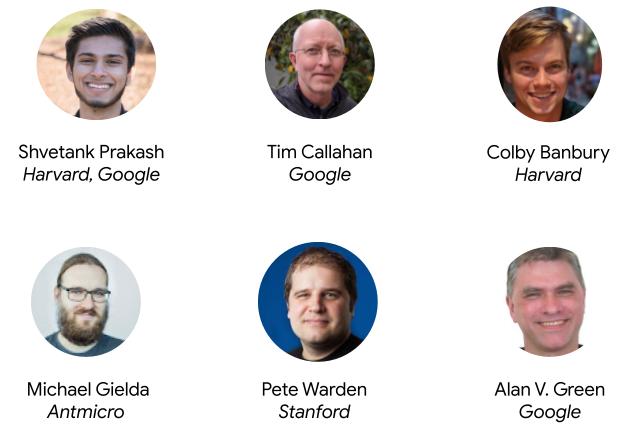 Shvetank Prakash
Harvard, Google
Tim Callahan
Google
Colby Banbury
Harvard
Michael Gielda
Antmicro
Pete Warden
Stanford
Alan V. Green
Google